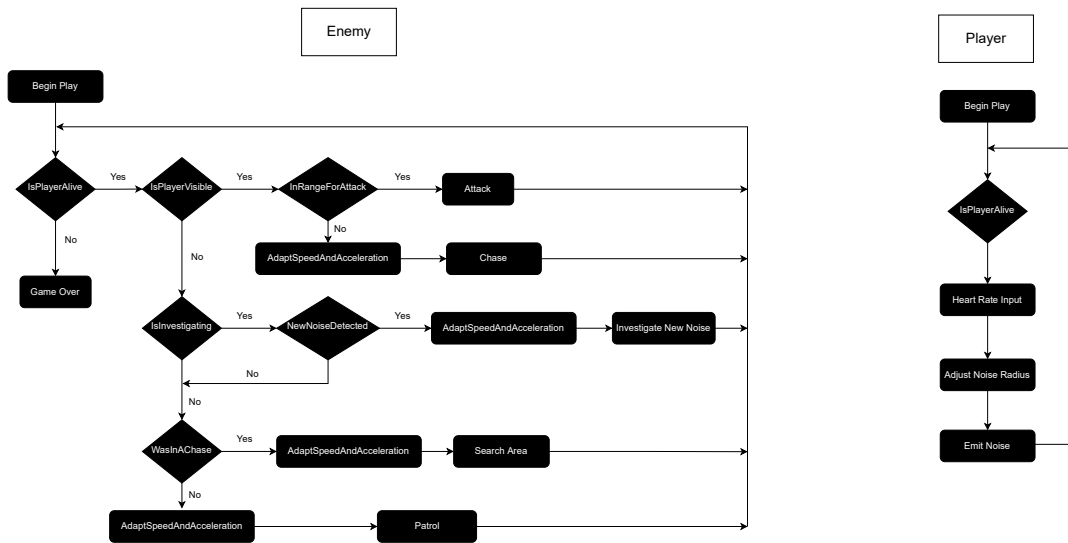 Enemy
Player
Begin Play
IsPlayerAlive
Yes
IsPlayerVisible
Yes
InRangeForAttack
Yes
Attack
No
No
No
AdaptSpeedAndAcceleration
Chase
Game Over
IsInvestigating
Yes
NewNoiseDetected
Yes
AdaptSpeedAndAcceleration
Investigate New Noise
No
No
WasInAChase
Yes
AdaptSpeedAndAcceleration
Search Area
No
AdaptSpeedAndAcceleration
Patrol
Begin Play
IsPlayerAlive
Heart Rate Input
Adjust Noise Radius
Emit Noise